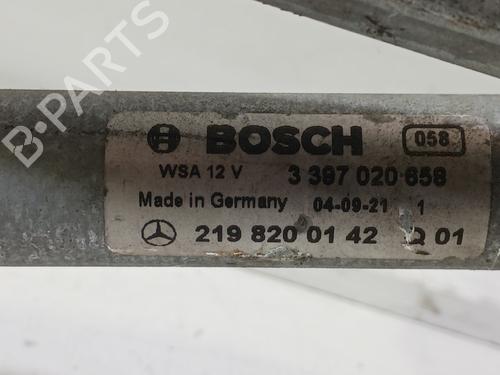 B-PARTS
BOSCH 058
WSA 12 V 3 397 020 658
Made in Germany 04-09-21 1
219 820 01 42 Q 01
B-PARTS